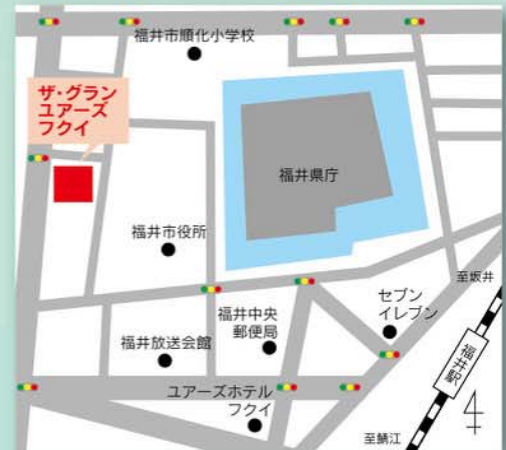 福井市順化小学校
ザ・グラン
ユアーズ
フクイ
福井県庁
福井市役所
至坂井
セブン
イレブン
福井中央
郵便局
福井放送会館
福井駅
ユアーズホテル
フクイ
至鯖江